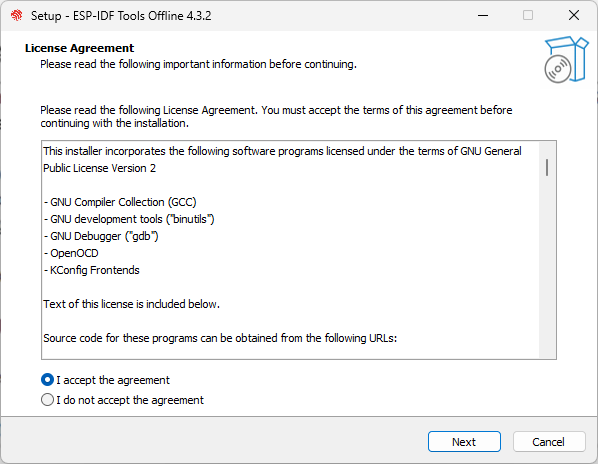 Setup - ESP-IDF Tools Offline 4.3.2
License Agreement
Please read the following important information before continuing.
Please read the following License Agreement. You must accept the terms of this agreement before
continuing with the installation.
This installer incorporates the following software programs licensed under the terms of GNU General
Public License Version 2
- GNU Compiler Collection (GCC)
- GNU development tools ("binutils")
- GNU Debugger ("gdb")
- OpenOCD
- KConfig Frontends
Text of this license is included below.
Source code for these programs can be obtained from the following URLs:
I accept the agreement
I do not accept the agreement
Next
Cancel